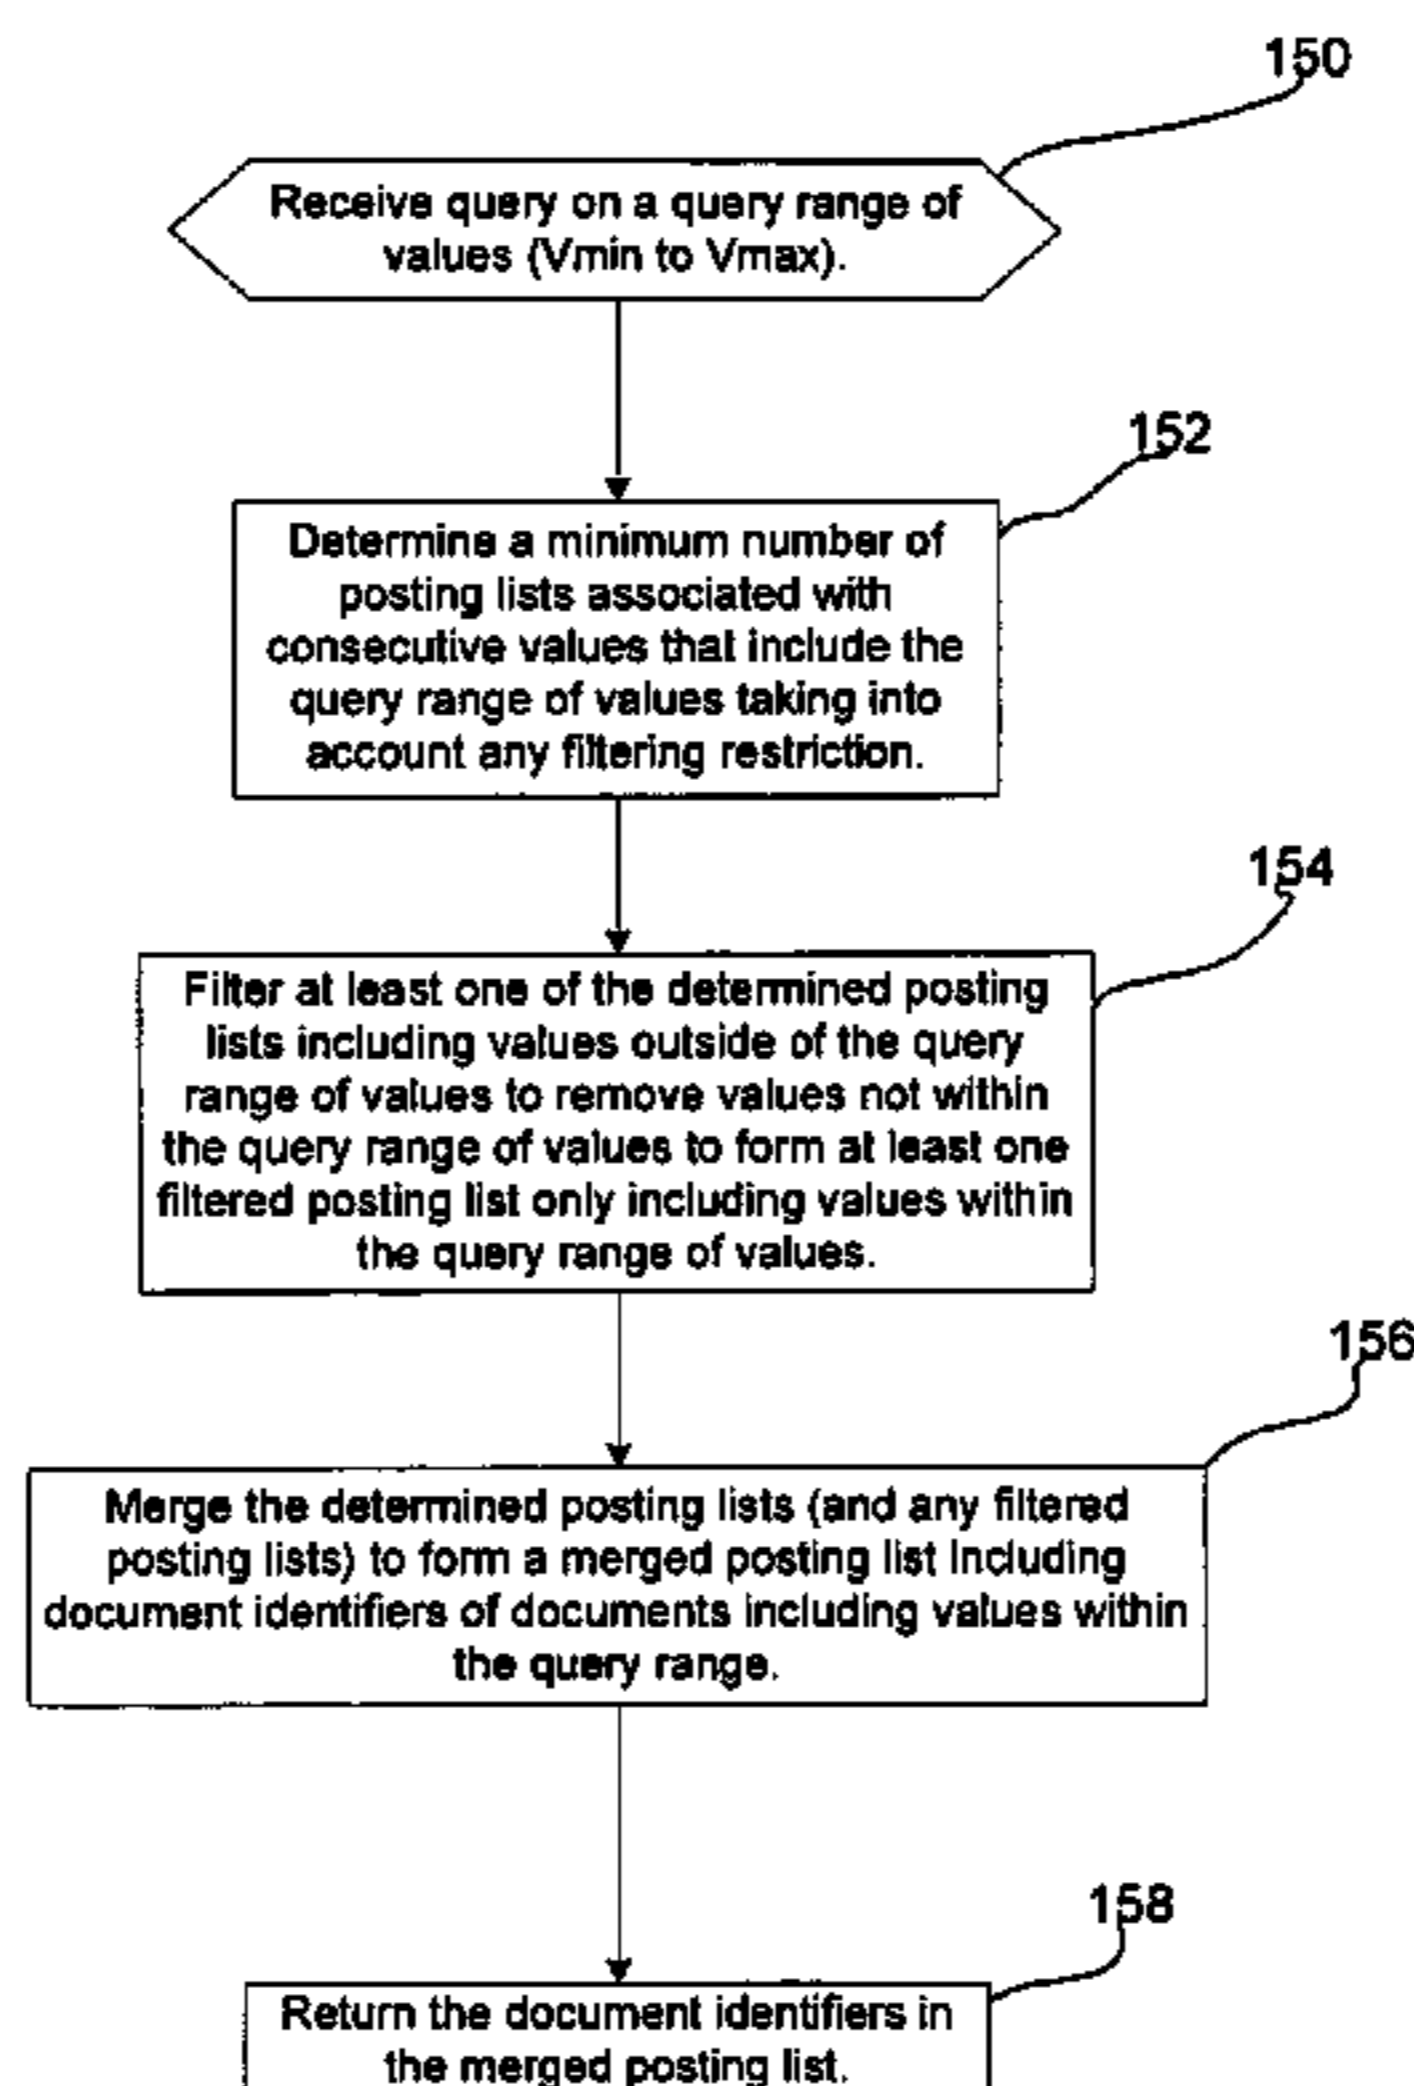 150
Receive query on a query range of
values (Vmin to Vmax).
152
Determine a minimum number of
posting lists associated with
consecutive values that include the
query range of values taking into
account any filtering restriction.
154
Filter at least one of the determined posting
lists including values outside of the query
range of values to remove values not within
the query range of values to form at least one
filtered posting list only including values within
the query range of values.
156
Merge the determined posting lists (and any filtered
posting lists) to form a merged posting list including
document identifiers of documents including values within
the query range.
158
Return the document identifiers in
the merged posting list.